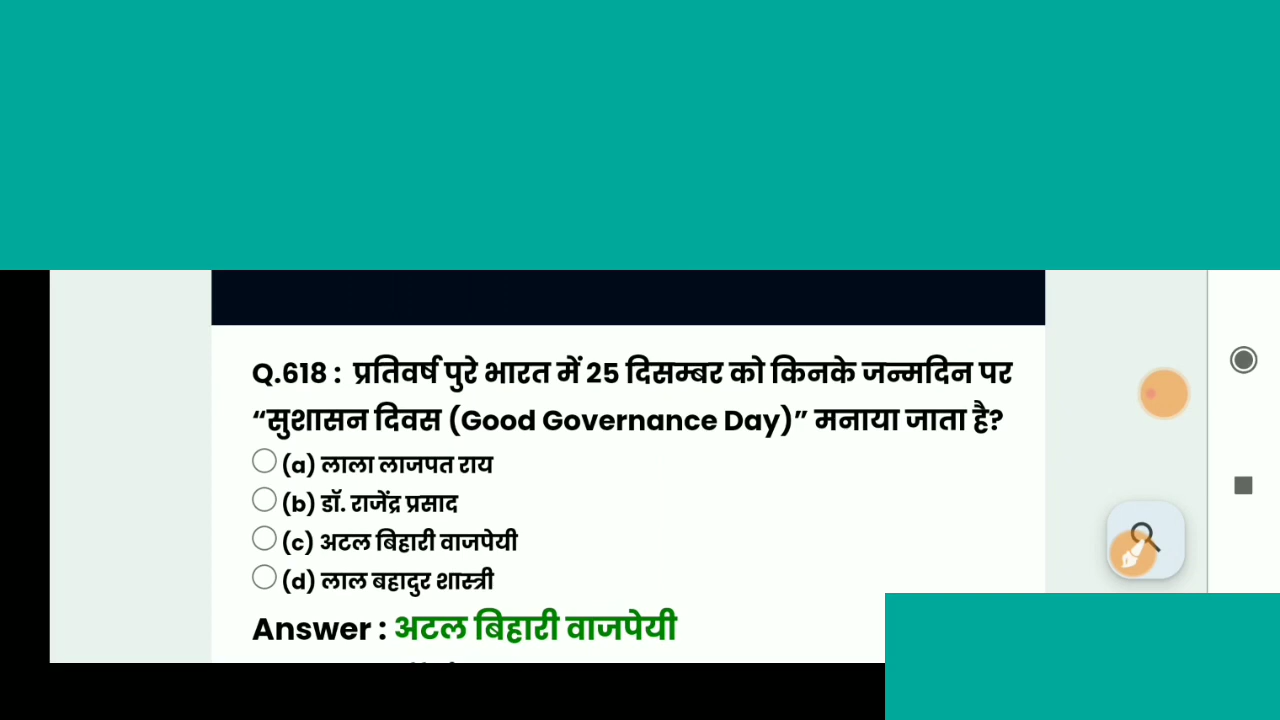 Q.618 : प्रतिवर्ष पुरे भारत में 25 दिसम्बर को किनके जन्मदिन पर
“सुशासन दिवस (Good Governance Day)” मनाया जाता है?
(a) लाला लाजपत राय
(b) डॉ. राजेंद्र प्रसाद
(c) अटल बिहारी वाजपेयी
(d) लाल बहादुर शास्त्री
Answer : अटल बिहारी वाजपेयी